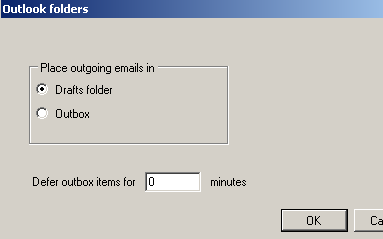 Outlook folders
Place outgoing emails in
Drafts folder
Outbox
Defer outbox items for 0 minutes
OK Ca